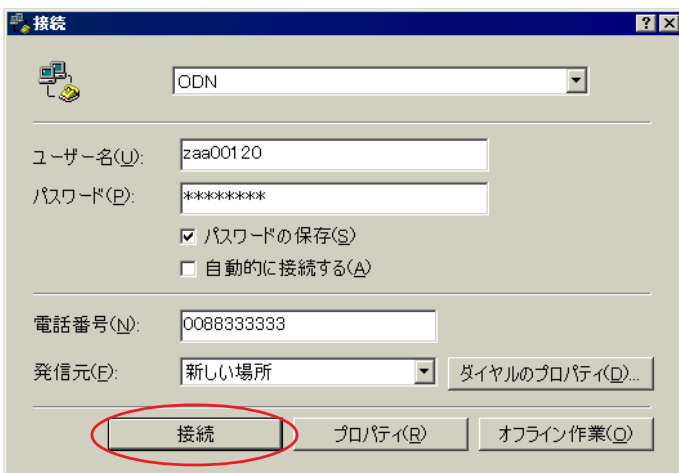 接続
ODN
ユーザー名(U): zaa00120
パスワード(P): ********
パスワードの保存(S)
自動的に接続する(A)
電話番号(N): 0088333333
発信元(F): 新しい場所 ダイヤルのプロパティ(D)...
接続 プロパティ(R) オフライン作業(O)